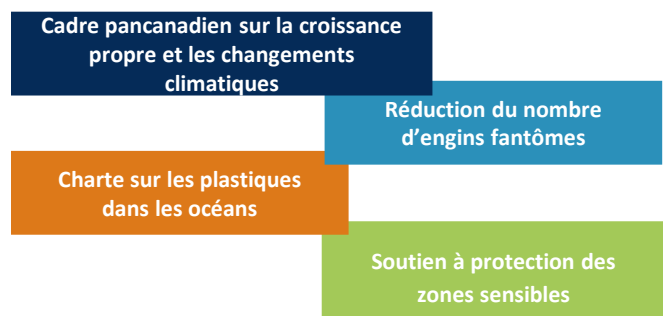 Cadre pancanadien sur la croissance
propre et les changements
climatiques
Réduction du nombre
d'engins fantômes
Charte sur les plastiques
dans les océans
Soutien à protection des
zones sensibles